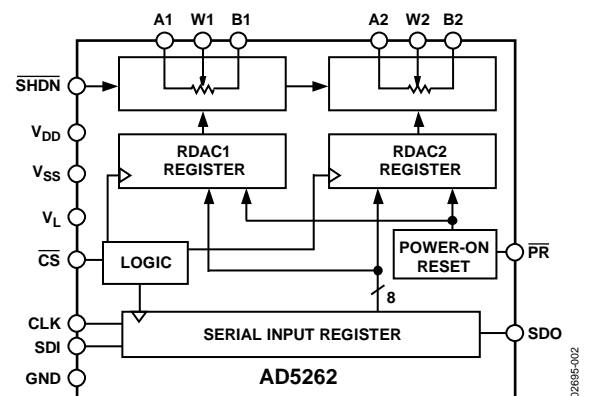 A1 W1 B1 A2 W2 B2
SHDN
VDD
RDAC1
REGISTER
RDAC2
REGISTER
VSS
VL
CS
LOGIC
POWER-ON
RESET
PR
8
CLK
SERIAL INPUT REGISTER
SDO
SDI
GND
AD5262
02695-002